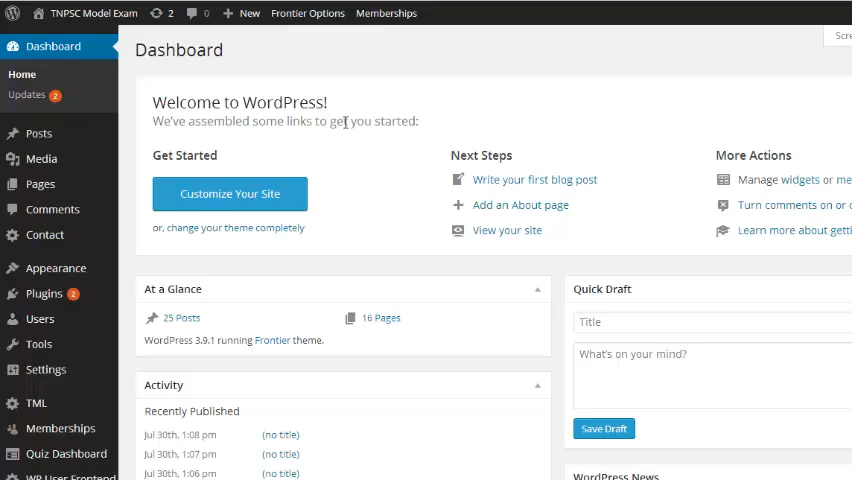 TNPSC Model Exam 2 0 New Frontier Options Memberships
Dashboard
Home
Updates 2
Posts
Media
Pages
Comments
Contact
Appearance
Plugins 2
Users
Tools
Settings
TML
Memberships
Quiz Dashboard
WP User Frontend
Dashboard
Welcome to WordPress!
We've assembled some links to get you started:
Get Started
Customize Your Site
or, change your theme completely
Next Steps
Write your first blog post
Add an About page
View your site
More Actions
Manage widgets or
Turn comments on or
Learn more about
At a Glance
25 Posts
16 Pages
WordPress 3.9.1 running Frontier theme.
Activity
Recently Published
Jul 30th, 1:08 pm (no title)
Jul 30th, 1:07 pm (no title)
Jul 30th, 1:06 pm (no title)
Quick Draft
Title
What's on your mind?
Save Draft
WordPress News